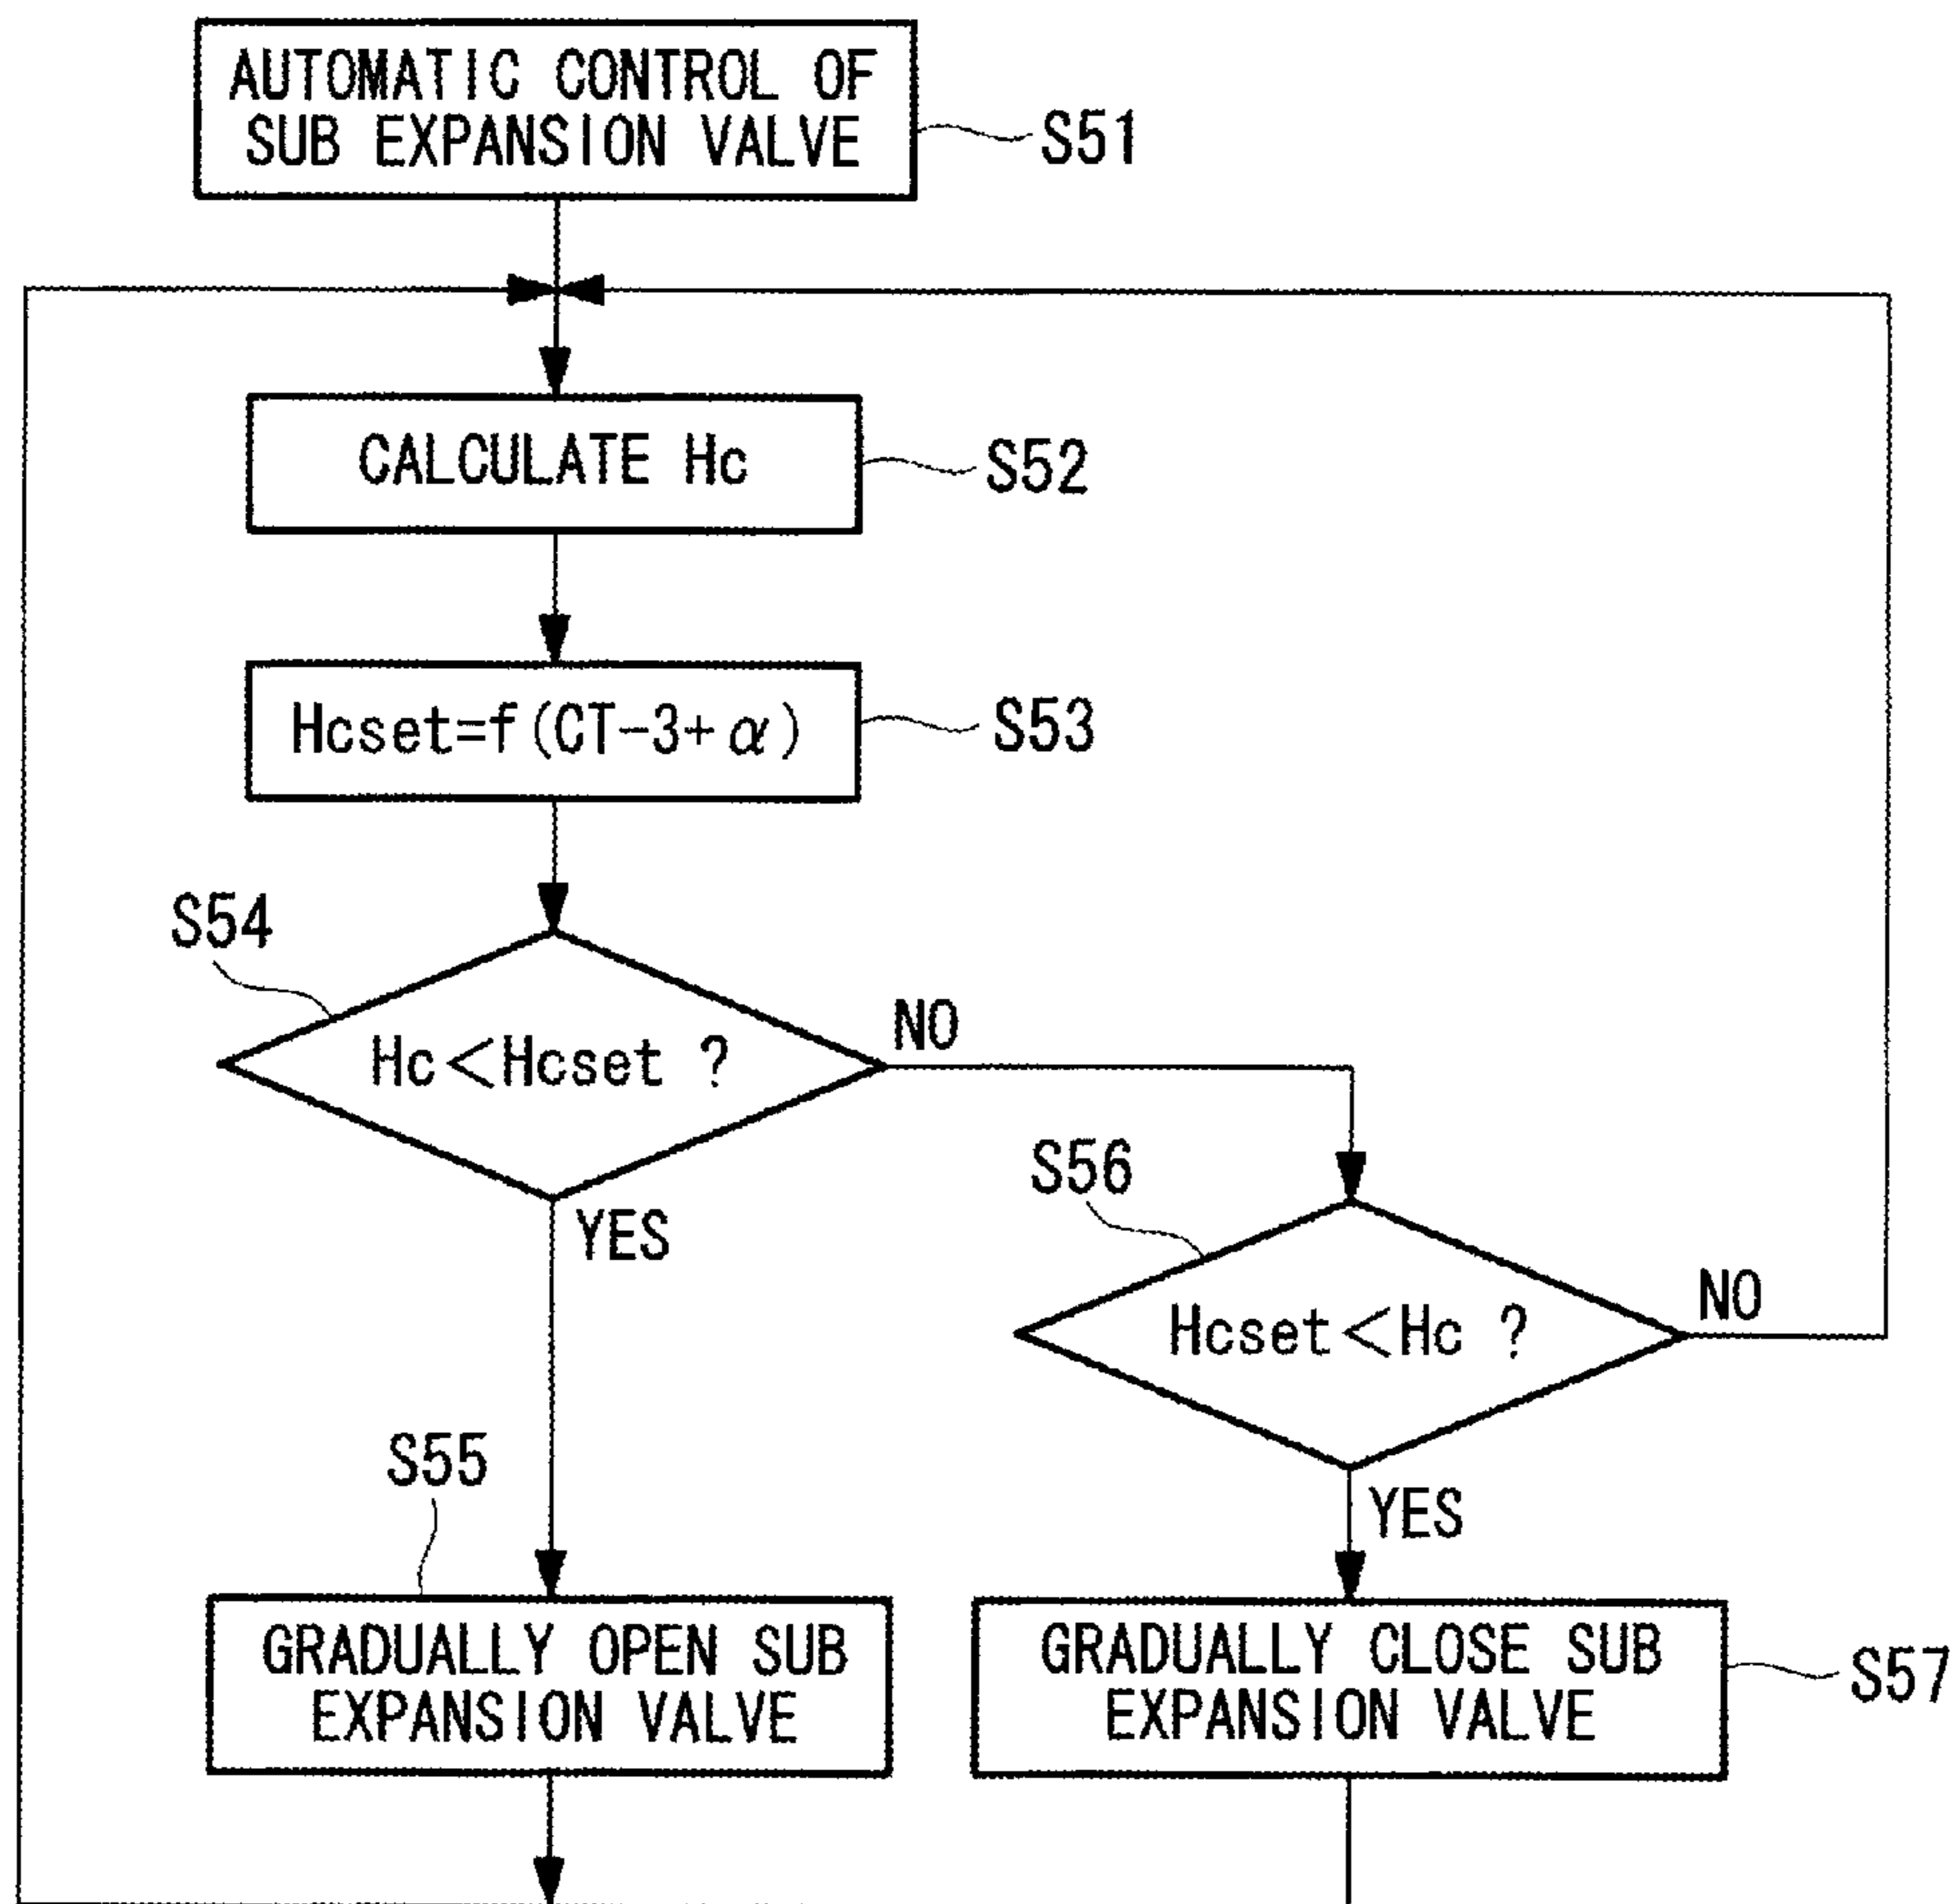 AUTOMATIC CONTROL OF
SUB EXPANSION VALVE
S51
CALCULATE Hc
S52
Hcset=f(CT-3+α)
S53
S54
Hc<Hcset ?
NO
YES
S56
Hcset<Hc ?
NO
YES
S55
GRADUALLY OPEN SUB
EXPANSION VALVE
GRADUALLY CLOSE SUB
EXPANSION VALVE
S57